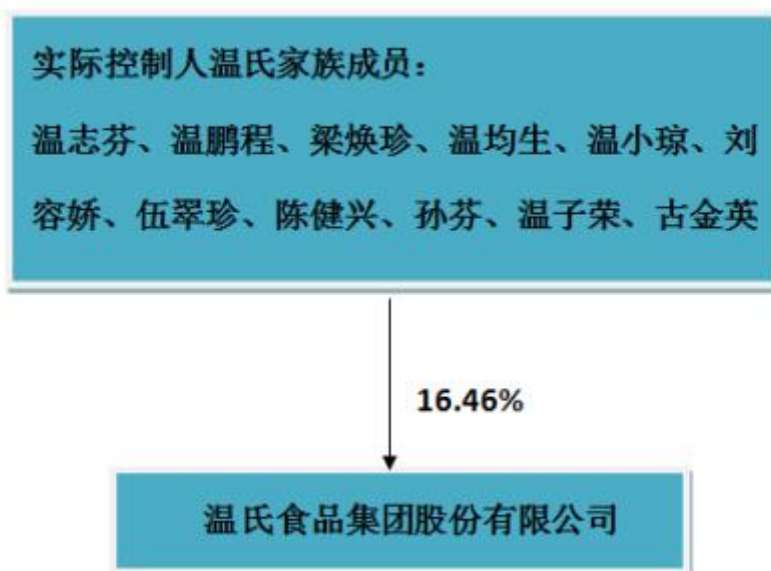 实际控制人温氏家族成员：
温志芬、温鹏程、梁焕珍、温均生、温小琼、刘
容娇、伍翠珍、陈健兴、孙芬、温子荣、古金英
16.46%
温氏食品集团股份有限公司